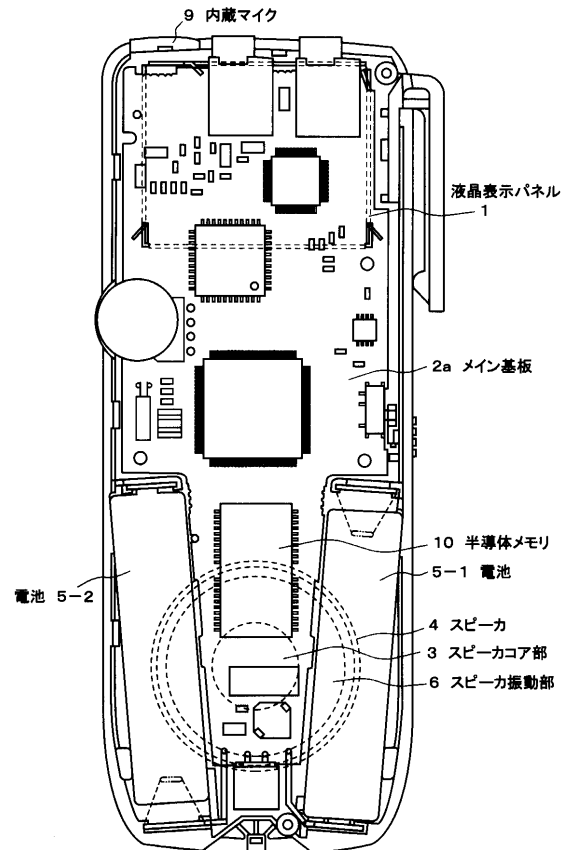 9 内蔵マイク
液晶表示パネル
1
2a メイン基板
10 半導体メモリ
5-1 電池
電池 5-2
4 スピーカ
3 スピーカコア部
6 スピーカ振動部